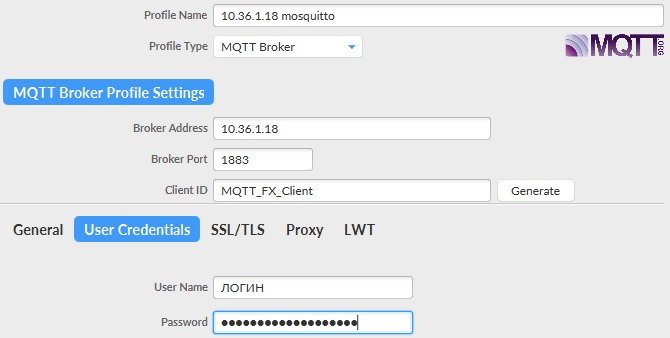 Profile Name 10.36.1.18 mosquitto
Profile Type MQTT Broker
MQTT.ORG
MQTT Broker Profile Settings
Broker Address 10.36.1.18
Broker Port 1883
Client ID MQTT_FX_Client Generate
General User Credentials SSL/TLS Proxy LWT
User Name ЛОГИН
Password ●●●●●●●●●●●●●●●●●●●